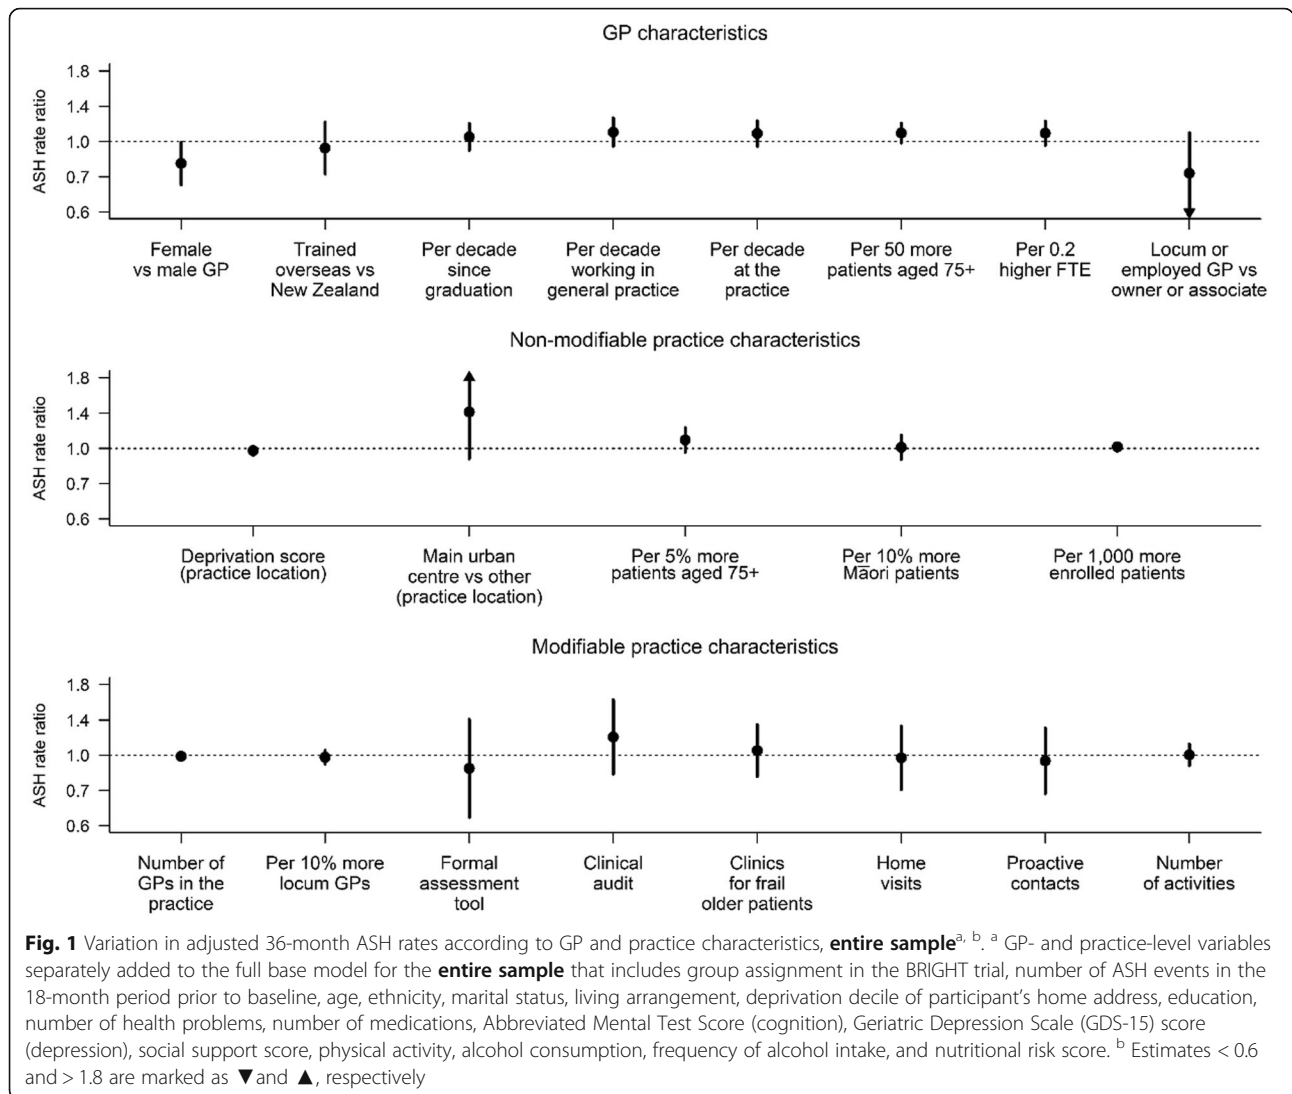 GP characteristics
ASH rate ratio
1.8
1.4
1.0
0.7
0.6
Female
vs male GP
Trained
overseas vs
New Zealand
Per decade
since
graduation
Per decade
working in
general practice
Per decade
at the
practice
Per 50 more
patients aged 75+
Per 0.2
higher FTE
Locum or
employed GP vs
owner or associate
Non-modifiable practice characteristics
ASH rate ratio
1.8
1.4
1.0
0.7
0.6
Deprivation score
(practice location)
Main urban
centre vs other
(practice location)
Per 5% more
patients aged 75+
Per 10% more
Māori patients
Per 1,000 more
enrolled patients
Modifiable practice characteristics
ASH rate ratio
1.8
1.4
1.0
0.7
0.6
Number of
GPs in the
practice
Per 10% more
locum GPs
Formal
assessment
tool
Clinical
audit
Clinics
for frail
older patients
Home
visits
Proactive
contacts
Number
of activities
Fig. 1 Variation in adjusted 36-month ASH rates according to GP and practice characteristics, entire sample a, b. a GP- and practice-level variables
separately added to the full base model for the entire sample that includes group assignment in the BRIGHT trial, number of ASH events in the
18-month period prior to baseline, age, ethnicity, marital status, living arrangement, deprivation decile of participant's home address, education,
number of health problems, number of medications, Abbreviated Mental Test Score (cognition), Geriatric Depression Scale (GDS-15) score
(depression), social support score, physical activity, alcohol consumption, frequency of alcohol intake, and nutritional risk score. b Estimates < 0.6
and > 1.8 are marked as ▼and ▲, respectively